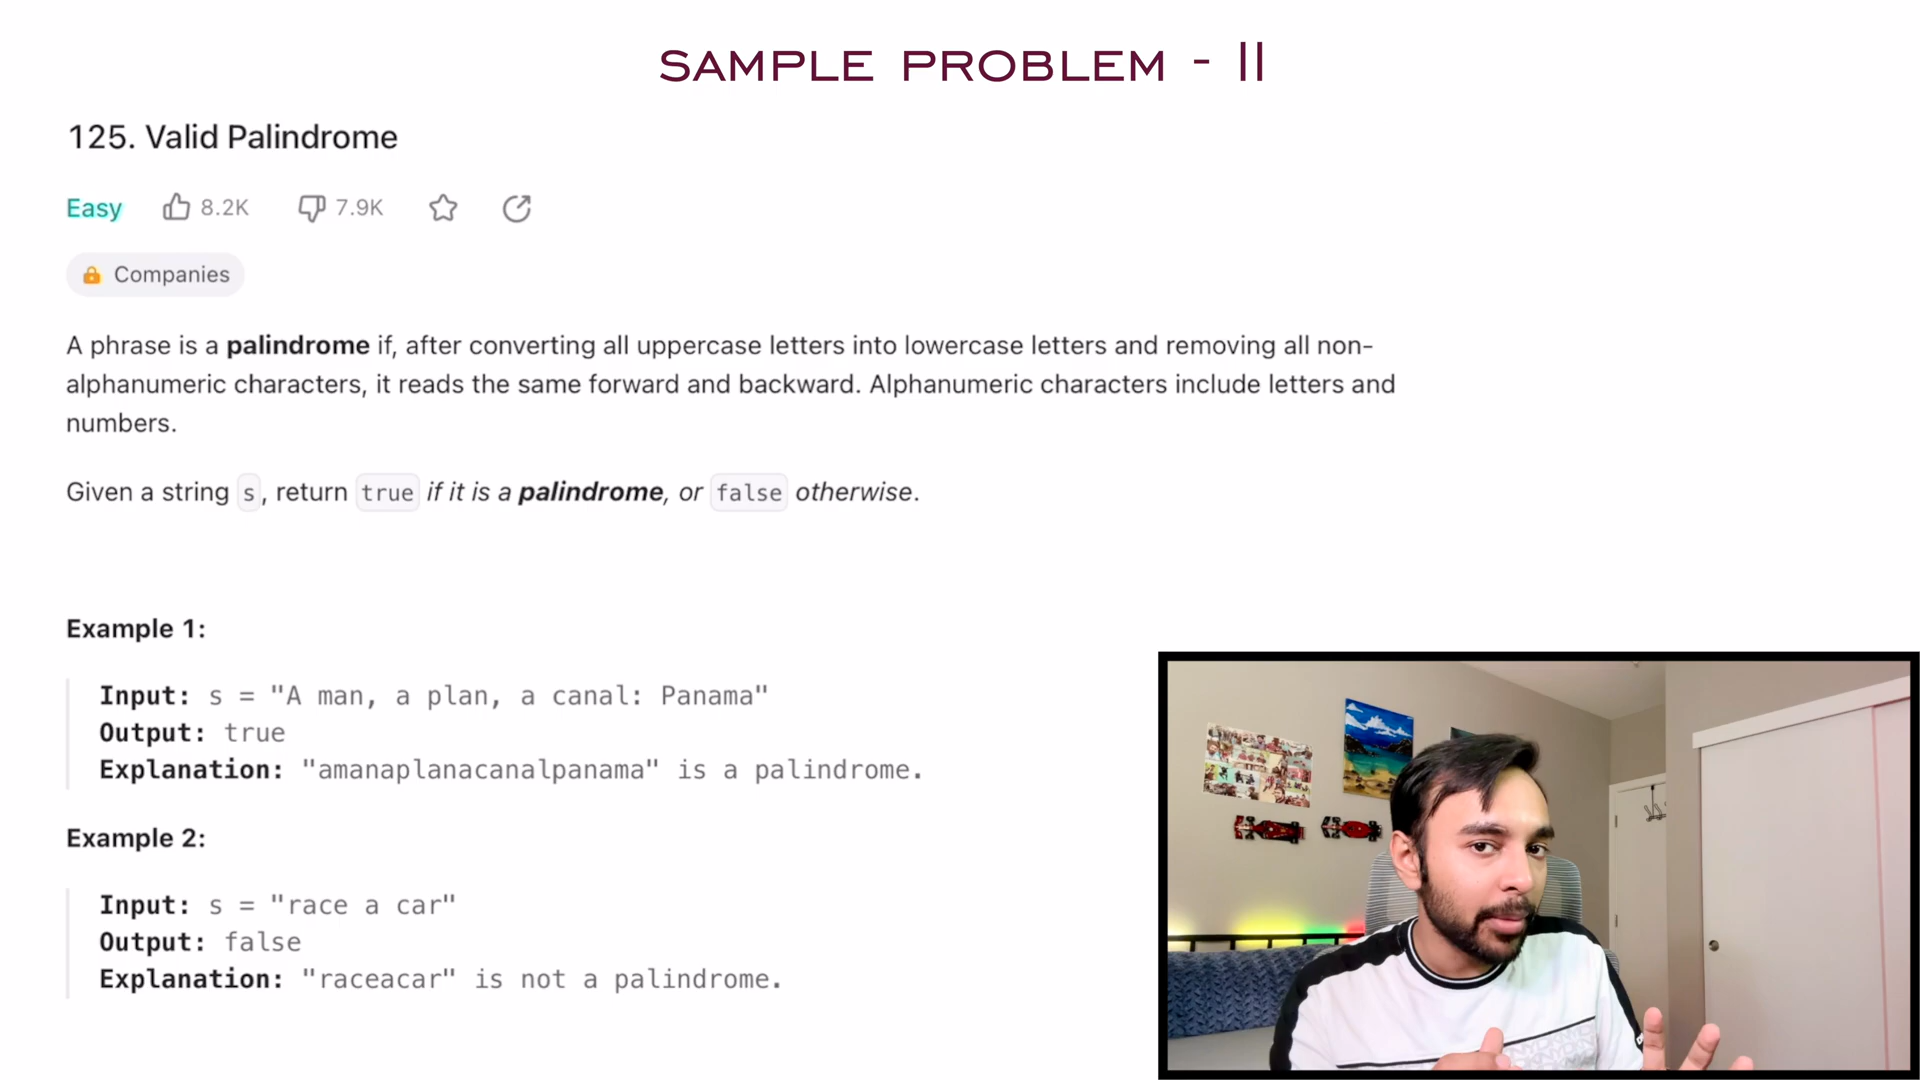 SAMPLE PROBLEM - II
125. Valid Palindrome
Easy 8.2K 7.9K
Companies
A phrase is a palindrome if, after converting all uppercase letters into lowercase letters and removing all non-
alphanumeric characters, it reads the same forward and backward. Alphanumeric characters include letters and
numbers.
Given a string s, return true if it is a palindrome, or false otherwise.
Example 1:
Input: s = "A man, a plan, a canal: Panama"
Output: true
Explanation: "amanaplanacanalpanama" is a palindrome.
Example 2:
Input: s = "race a car"
Output: false
Explanation: "raceacar" is not a palindrome.